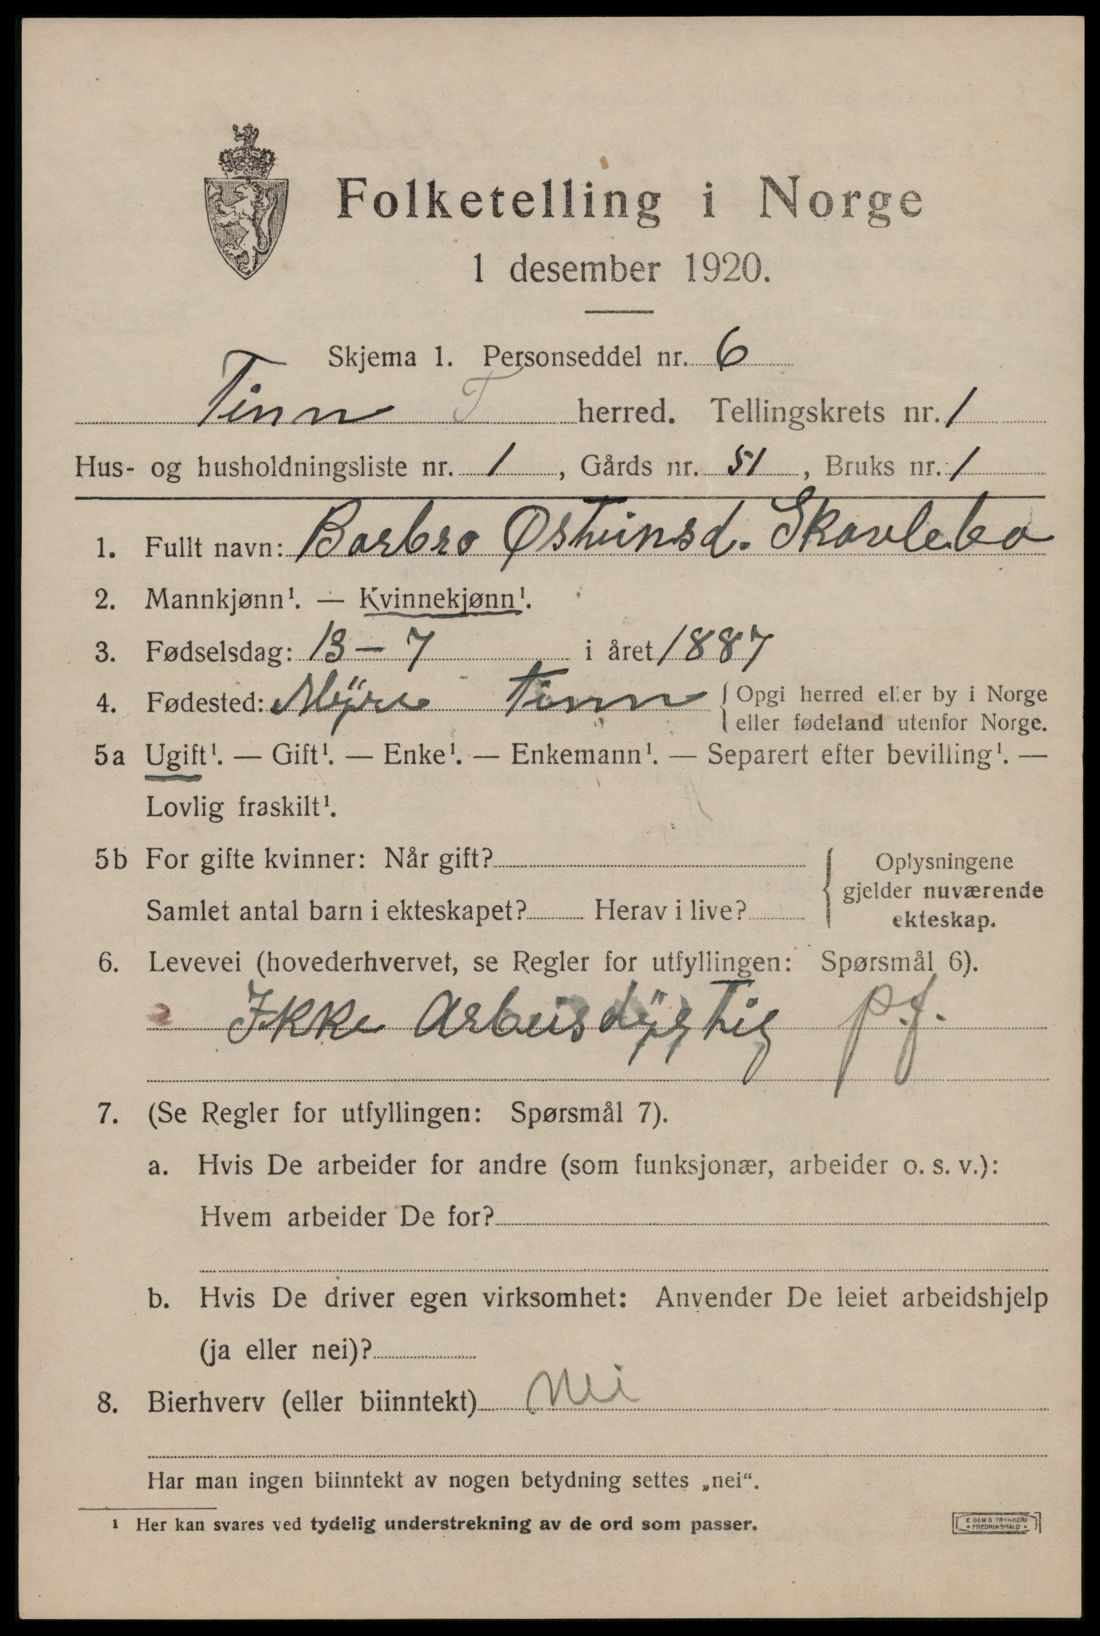 Folketelling i Norge
1 desember 1920.
Skjema 1. Personseddel nr. 6
Tinn T herred. Tellingskrets nr. 1
Hus- og husholdningsliste nr. 1, Gårds nr. 51, Bruks nr. 1
1. Fullt navn: Barbro Østeinsd. Skavlebo
2. Mannkjønn¹. — Kvinnekjønn¹.
3. Fødselsdag: 13 – 7 i året 1887
4. Fødested: Myre Tinn { Opgi herred eller by i Norge
eller fødeland utenfor Norge.
5a Ugift¹. — Gift¹. — Enke¹. — Enkemann¹. — Separert efter bevilling¹. —
Lovlig fraskilt¹.
5b For gifte kvinner: Når gift?
Samlet antal barn i ekteskapet? Herav i live?
Oplysningene
gjelder nuværende
ekteskap.
6. Levevei (hovederhvervet, se Regler for utfyllingen: Spørsmål 6).
Ikke Arbeisdygtig p.f.
7. (Se Regler for utfyllingen: Spørsmål 7).
a. Hvis De arbeider for andre (som funksjonær, arbeider o. s. v.):
Hvem arbeider De for?
b. Hvis De driver egen virksomhet: Anvender De leiet arbeidshjelp
(ja eller nei)?
8. Bierhverv (eller biinntekt) Nei
Har man ingen biinntekt av nogen betydning settes „nei“.
¹ Her kan svares ved tydelig understrekning av de ord som passer.
FREDRIKSHALD